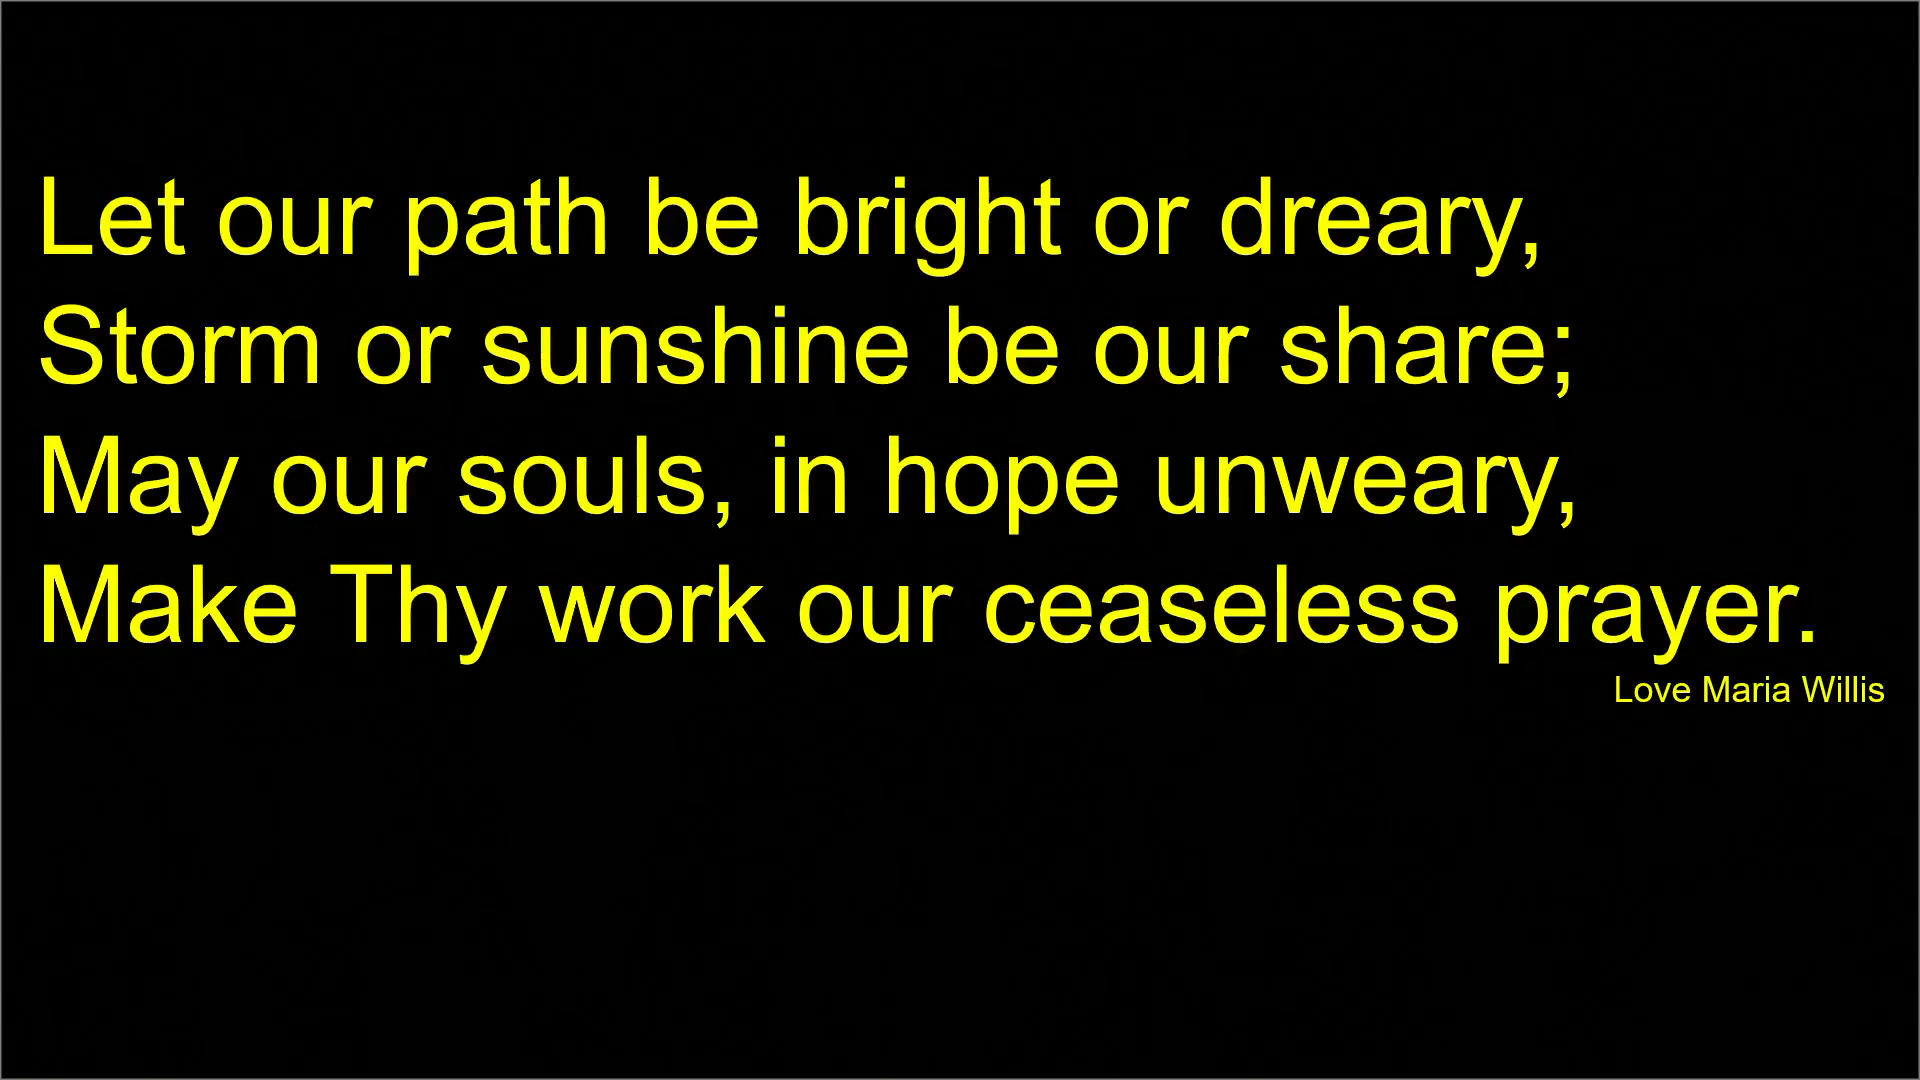 Let our path be bright or dreary,
Storm or sunshine be our share;
May our souls, in hope unweary,
Make Thy work our ceaseless prayer.
Love Maria Willis